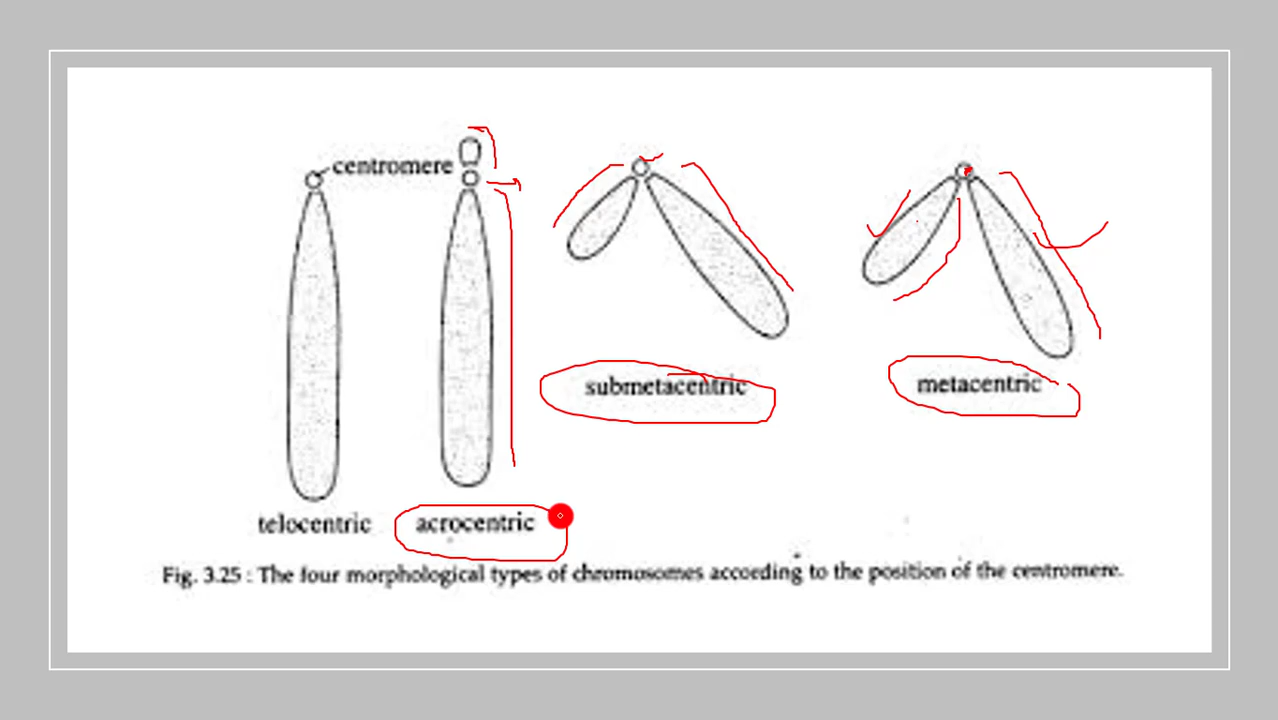 centromere
submetacentric
metacentric
telocentric
acrocentric
Fig. 3.25 : The four morphological types of chromosomes according to the position of the centromere.